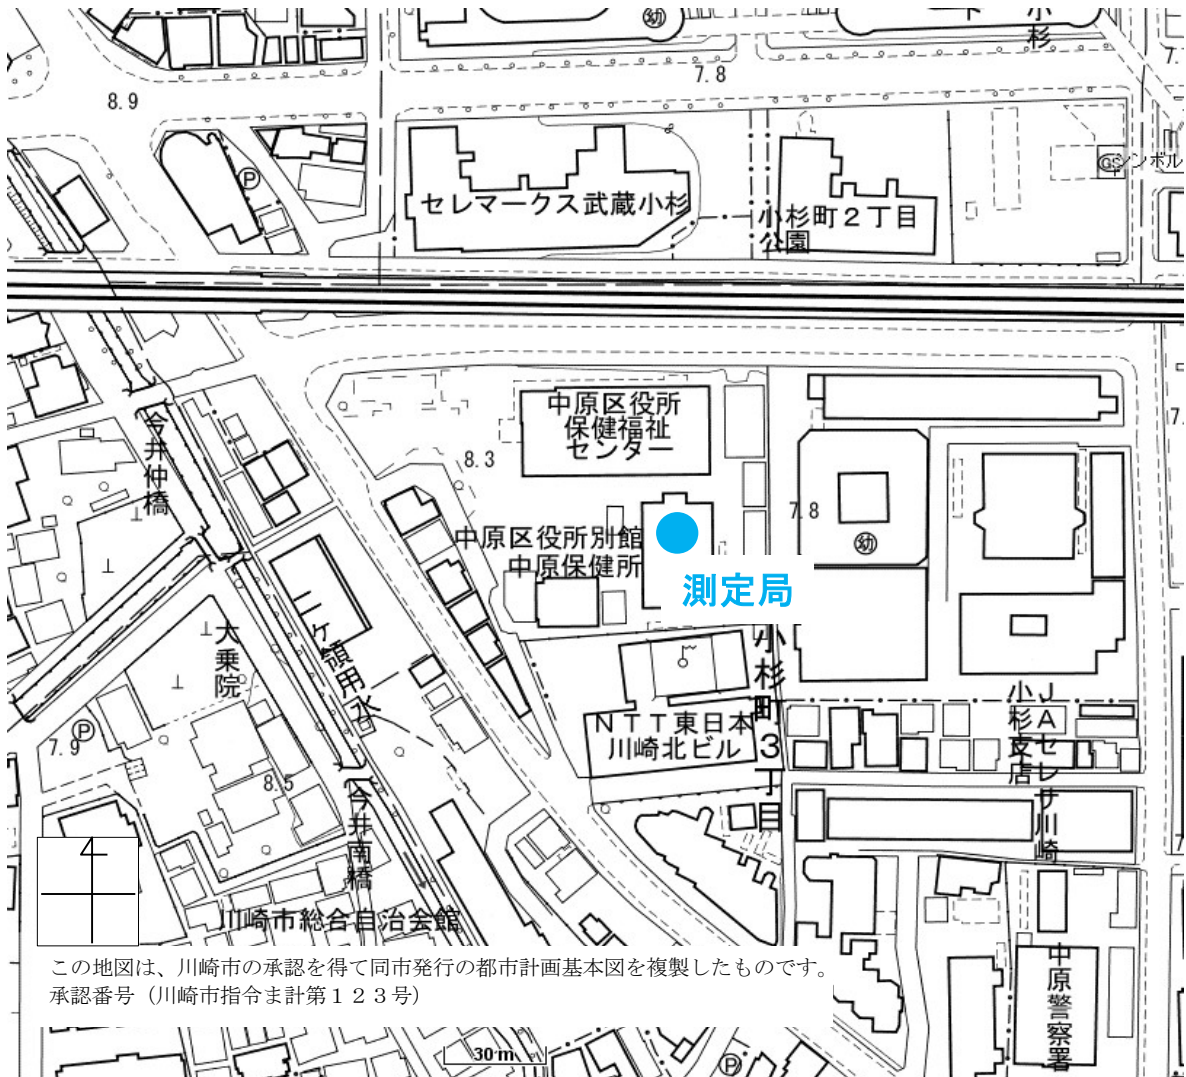 幼
小杉
7.8
8.9
シンボル
P
セレマークス武蔵小杉
小杉町２丁目
公園
今井仲橋
中原区役所
保健福祉
センター
8.3
7.8
幼
中原区役所別館
中原保健所
測定局
二ヶ領用水
大乗院
小杉町３丁目
ＮＴＴ東日本
川崎北ビル
ＪＡセレサ川崎
小杉支店
P
7.9
8.5
今井南橋
川崎市総合自治会館
中原警察署
この地図は、川崎市の承認を得て同市発行の都市計画基本図を複製したものです。
承認番号（川崎市指令ま計第１２３号）
30 m
P